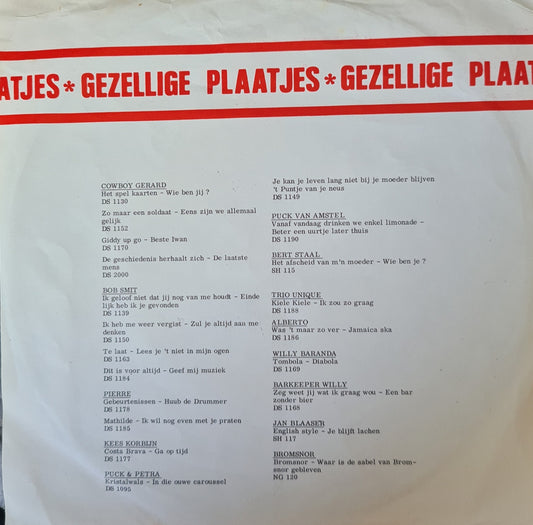 ATJES * GEZELLIGE PLAATJES * GEZELLIGE PLAAT
COWBOY GERARD
Het spel kaarten - Wie ben jij ?
DS 1130
Zo maar een soldaat - Eens zijn we allemaal
gelijk
DS 1152
Giddy up go - Beste Iwan
DS 1170
De geschiedenis herhaalt zich - De laatste
mens
DS 2000
BOB SMIT
Ik geloof niet dat jij nog van me houdt - Einde
lijk heb ik je gevonden
DS 1139
Ik heb me weer vergist - Zul je altijd aan me
denken
DS 1150
Te laat - Lees je 't niet in mijn ogen
DS 1163
Dit is voor altijd - Geef mij muziek
DS 1184
PIERRE
Gebeurtenissen - Huub de Drummer
DS 1178
Mathilde - Ik wil nog even met je praten
DS 1185
KEES KORBIJN
Costa Brava - Ga op tijd
DS 1177
PUCK & PETRA
Kristalwals - In die ouwe caroussel
DS 1095
Je kan je leven lang niet bij je moeder blijven
't Puntje van je neus
DS 1149
PUCK VAN AMSTEL
Vanaf vandaag drinken we enkel limonade -
Beter een uurtje later thuis
DS 1190
BERT STAAL
Het afscheid van m'n moeder - Wie ben je ?
SH 115
TRIO UNIQUE
Kiele Kiele - Ik zou zo graag
DS 1188
ALBERTO
Was 't maar zo ver - Jamaica ska
DS 1186
WILLY BARANDA
Tombola - Diabola
DS 1169
BARKEEPER WILLY
Zeg weet jij wat ik graag wou - Een bar
zonder bier
DS 1168
JAN BLAASER
English style - Je blijft lachen
SH 117
BROMSNOR
Bromsnor - Waar is de sabel van Brom-
snor gebleven
NG 120